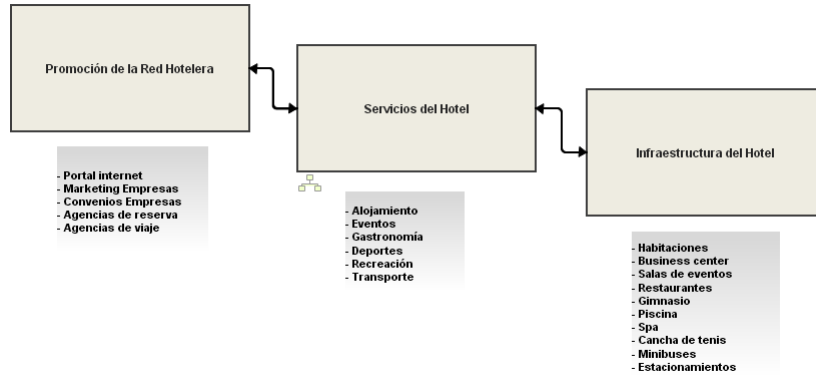 Promoción de la Red Hotelera
Servicios del Hotel
Infraestructura del Hotel
- Portal internet
- Marketing Empresas
- Convenios Empresas
- Agencias de reserva
- Agencias de viaje
- Alojamiento
- Eventos
- Gastronomía
- Deportes
- Recreación
- Transporte
- Habitaciones
- Business center
- Salas de eventos
- Restaurantes
- Gimnasio
- Piscina
- Spa
- Cancha de tenis
- Minibuses
- Estacionamientos